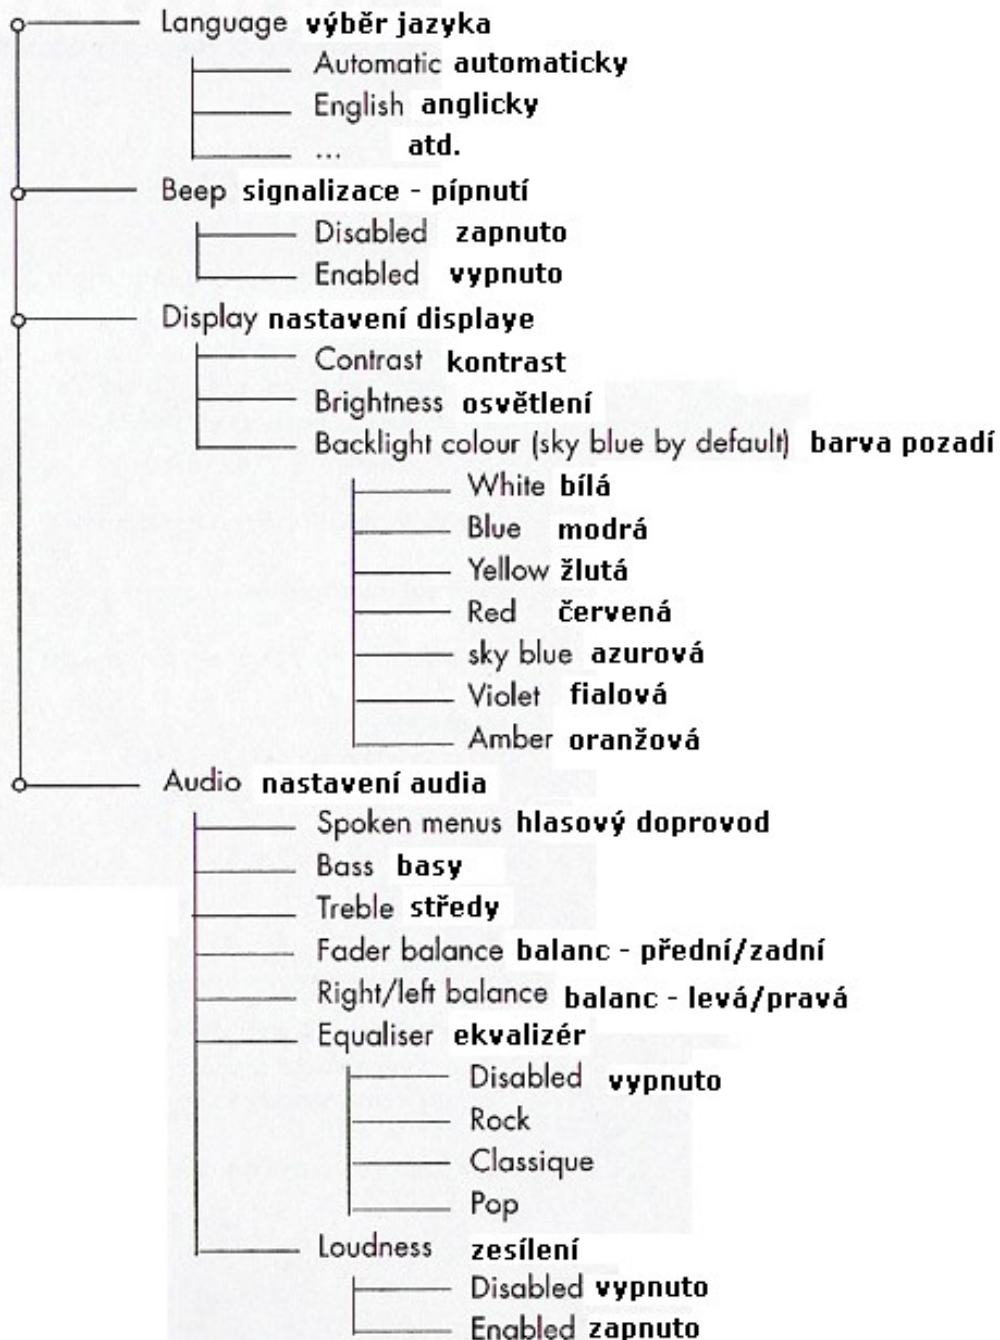 Language výběr jazyka
Automatic automaticky
English anglicky
... atd.
Beep signalizace - pípnutí
Disabled zapnuto
Enabled vypnuto
Display nastavení displaye
Contrast kontrast
Brightness osvětlení
Backlight colour (sky blue by default) barva pozadí
White bílá
Blue modrá
Yellow žlutá
Red červená
sky blue azurová
Violet fialová
Amber oranžová
Audio nastavení audia
Spoken menus hlasový doprovod
Bass basy
Treble středy
Fader balance balanc - přední/zadní
Right/left balance balanc - levá/pravá
Equaliser ekvalizér
Disabled vypnuto
Rock
Classique
Pop
Loudness zesílení
Disabled vypnuto
Enabled zapnuto